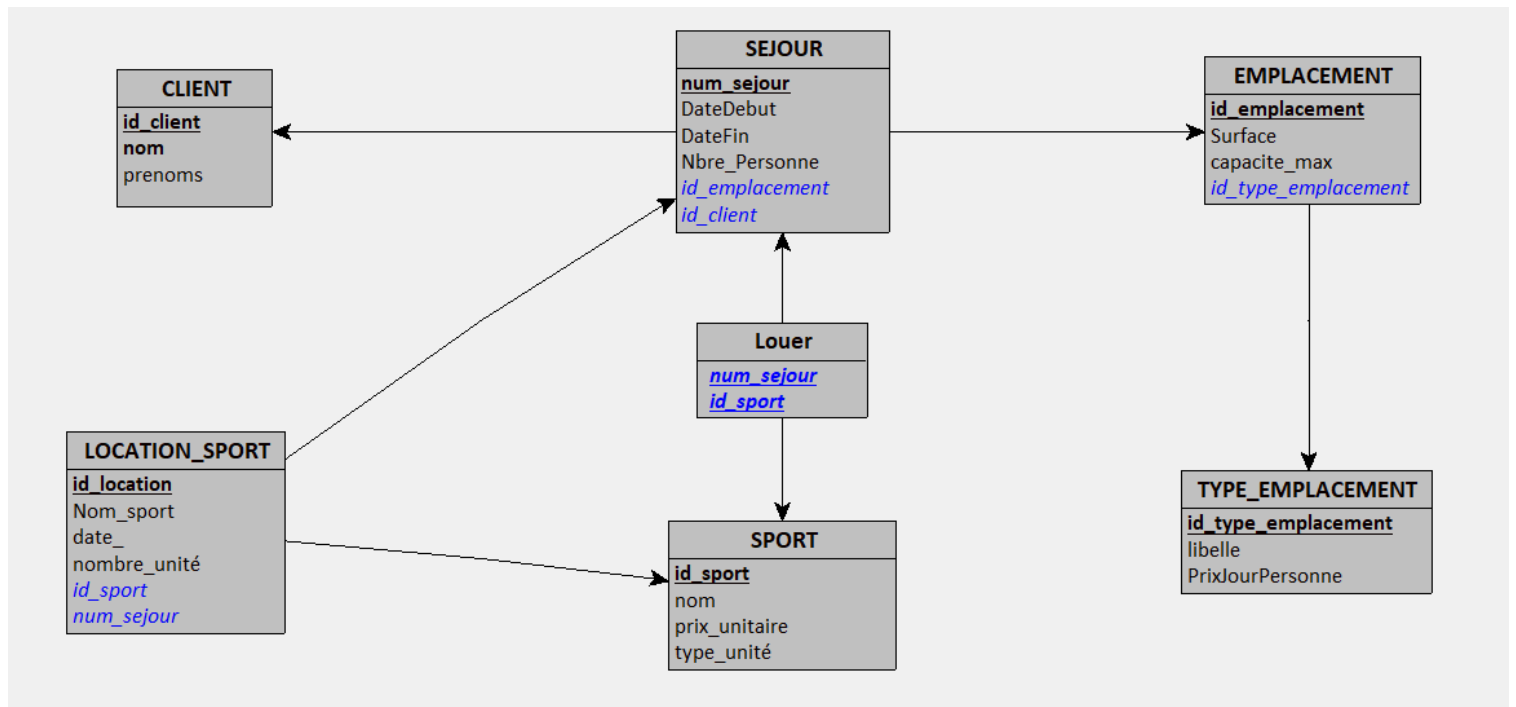 CLIENT
id_client
nom
prenoms
SEJOUR
num_sejour
DateDebut
DateFin
Nbre_Personne
id_emplacement
id_client
EMPLACEMENT
id_emplacement
Surface
capacite_max
id_type_emplacement
Louer
num_sejour
id_sport
LOCATION_SPORT
id_location
Nom_sport
date_
nombre_unité
id_sport
num_sejour
SPORT
id_sport
nom
prix_unitaire
type_unité
TYPE_EMPLACEMENT
id_type_emplacement
libelle
PrixJourPersonne